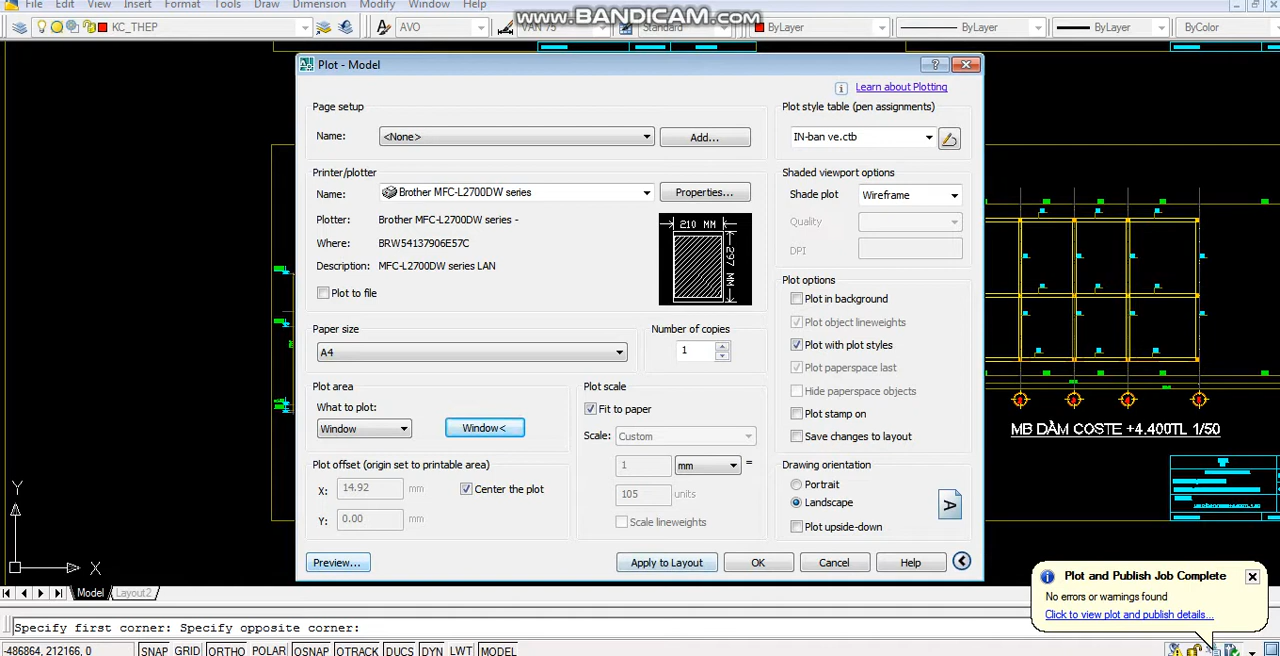 File Edit View Insert Format Tools Draw Dimension Modify Window Help
www.BANDICAM.com
KC_THEP
AVO
VAN 75
Standard
ByLayer
ByLayer
ByLayer
ByColor
Plot - Model
Learn about Plotting
Page setup
Name:
<None>
Add...
Plot style table (pen assignments)
IN-ban ve.ctb
Printer/plotter
Name:
Brother MFC-L2700DW series
Properties...
Plotter:
Brother MFC-L2700DW series -
Where:
BRW54137906E57C
Description:
MFC-L2700DW series LAN
Plot to file
210 MM
297 MM
Shaded viewport options
Shade plot
Wireframe
Quality
DPI
Paper size
A4
Number of copies
1
Plot options
Plot in background
Plot object lineweights
Plot with plot styles
Plot paperspace last
Hide paperspace objects
Plot stamp on
Save changes to layout
Plot area
What to plot:
Window
Window<
Plot scale
Fit to paper
Scale:
Custom
1
mm
=
105
units
Scale lineweights
Plot offset (origin set to printable area)
X:
14.92
mm
Center the plot
Y:
0.00
mm
Drawing orientation
Portrait
Landscape
Plot upside-down
A
Preview...
Apply to Layout
OK
Cancel
Help
MB DẦM COSTE +4.400TL 1/50
Y
X
Model
Layout2
Plot and Publish Job Complete
No errors or warnings found
Click to view plot and publish details...
Specify first corner: Specify opposite corner:
-486864, 212166, 0
SNAP GRID ORTHO POLAR OSNAP OTRACK DUCS DYN LWT MODEL